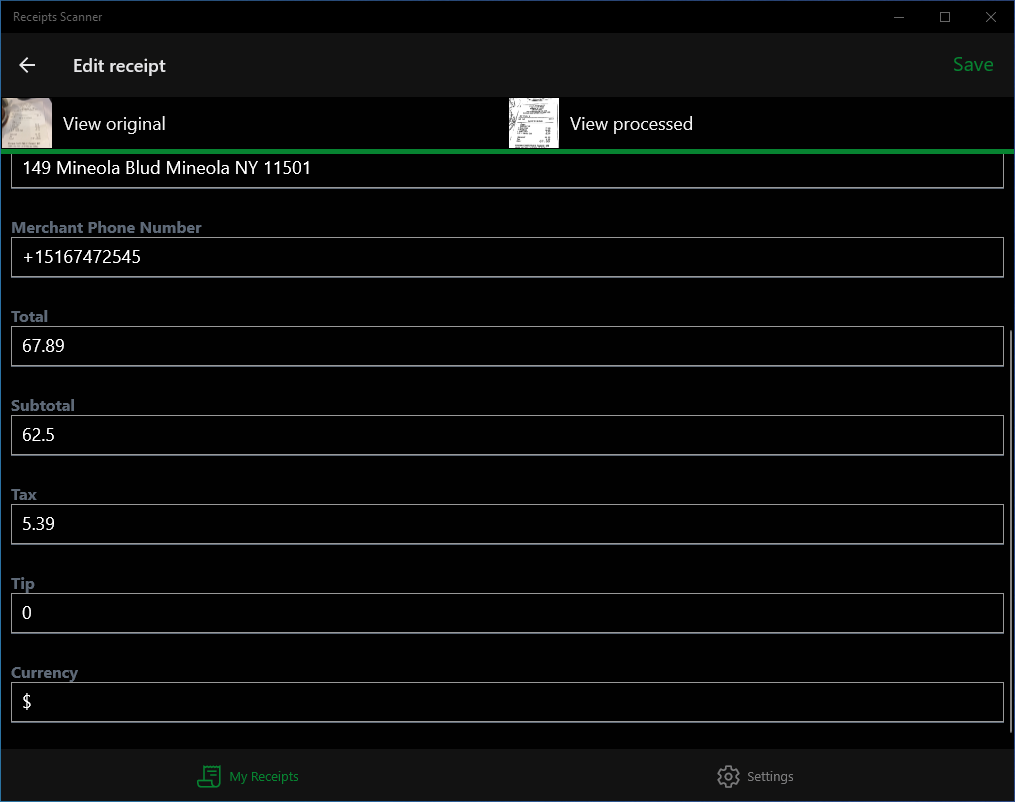 Receipts Scanner
Edit receipt
Save
View original
View processed
149 Mineola Blud Mineola NY 11501
Merchant Phone Number
+15167472545
Total
67.89
Subtotal
62.5
Tax
5.39
Tip
0
Currency
$
My Receipts
Settings